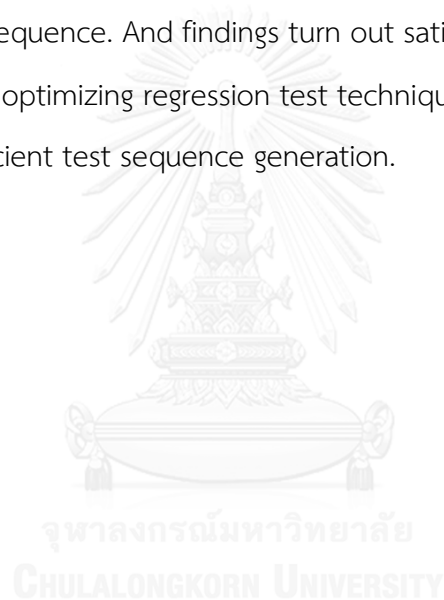 equence. And findings turn out sati
optimizing regression test techniqu
cient test sequence generation.
จุฬาลงกรณ์มหาวิทยาลัย
CHULALONGKORN UNIVERSITY